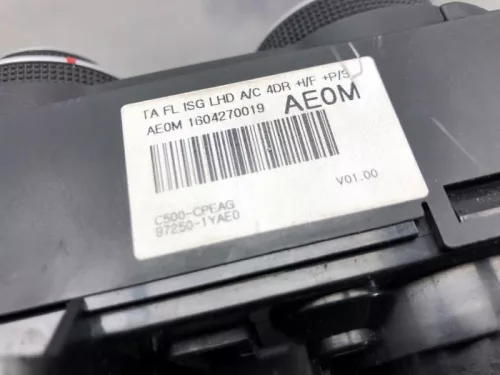 TA FL ISG LHD A/C 4DR +H/F +P/S
AE0M 1604270019
AE0M
C500-CPEAG
97250-1YAE0
V01.00